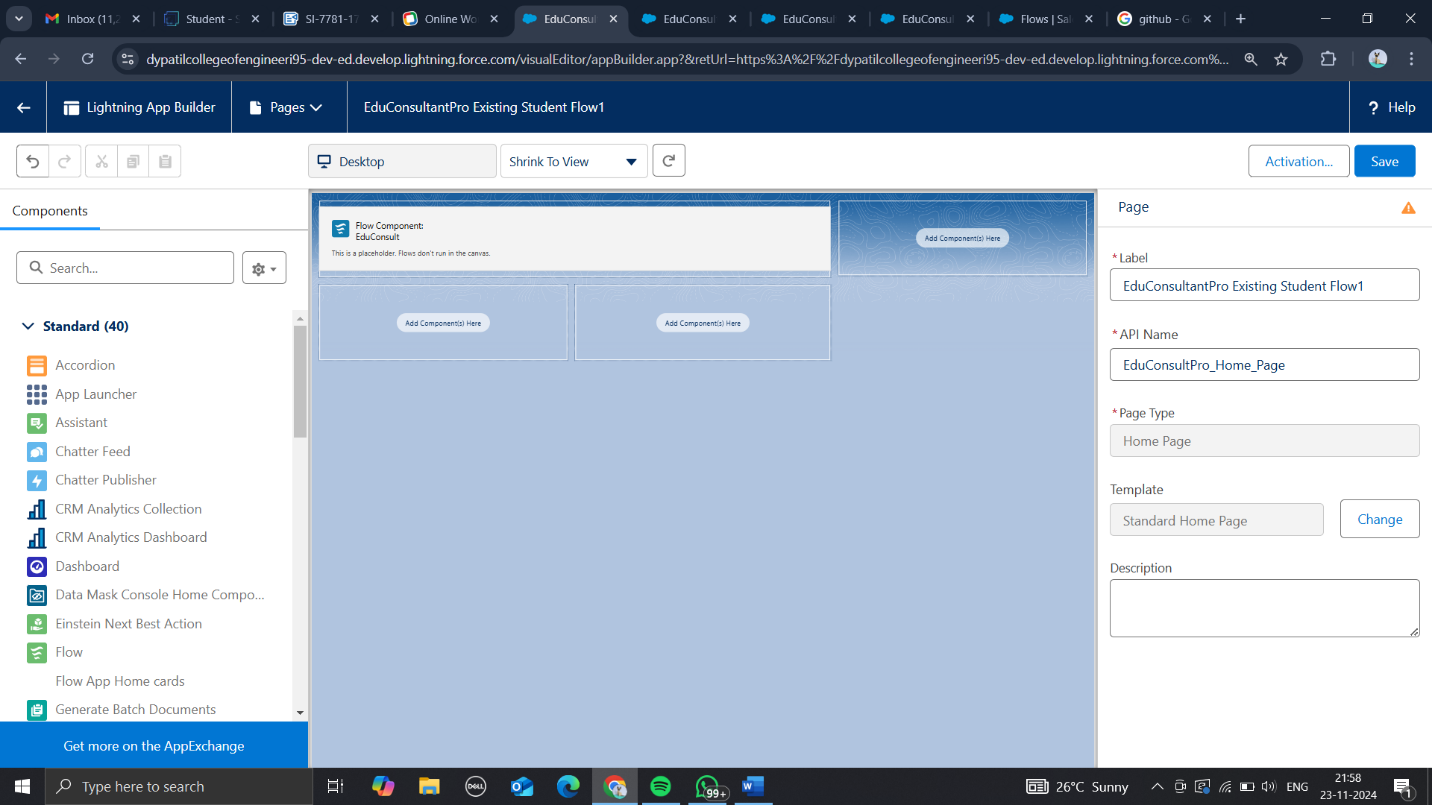 Inbox (11,2
Student - S
SI-7781-17
Online Wo
EduConsul
EduConsul
EduConsul
EduConsul
Flows | Sal
github - G
dypatilcollegeofengineeri95-dev-ed.develop.lightning.force.com/visualEditor/appBuilder.app?&retUrl=https%3A%2F%2Fdypatilcollegeofengineeri95-dev-ed.develop.lightning.force.com%...
Lightning App Builder
Pages
EduConsultantPro Existing Student Flow1
? Help
Desktop
Shrink To View
Activation...
Save
Components
Search...
Standard (40)
Accordion
App Launcher
Assistant
Chatter Feed
Chatter Publisher
CRM Analytics Collection
CRM Analytics Dashboard
Dashboard
Data Mask Console Home Compo...
Einstein Next Best Action
Flow
Flow App Home cards
Generate Batch Documents
Get more on the AppExchange
Flow Component:
EduConsult
This is a placeholder. Flows don't run in the canvas.
Add Component(s) Here
Add Component(s) Here
Add Component(s) Here
Page
*Label
EduConsultantPro Existing Student Flow1
*API Name
EduConsultPro_Home_Page
*Page Type
Home Page
Template
Standard Home Page
Change
Description
Type here to search
DELL
99+
26°C Sunny
ENG
21:58
23-11-2024
1